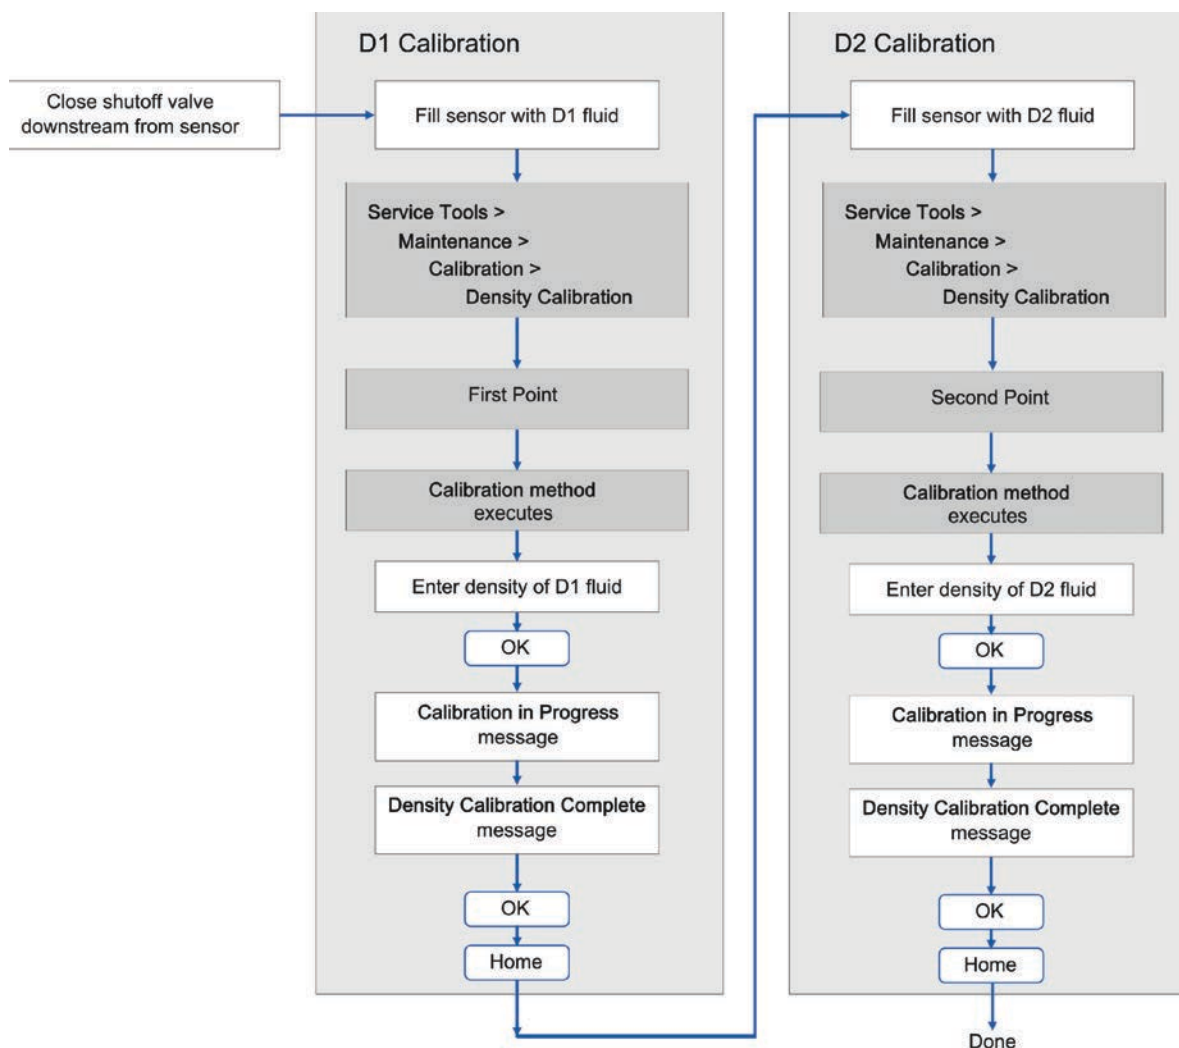 D1 Calibration
Close shutoff valve
downstream from sensor
Fill sensor with D1 fluid
Service Tools >
Maintenance >
Calibration >
Density Calibration
First Point
Calibration method
executes
Enter density of D1 fluid
OK
Calibration in Progress
message
Density Calibration Complete
message
OK
Home
D2 Calibration
Fill sensor with D2 fluid
Service Tools >
Maintenance >
Calibration >
Density Calibration
Second Point
Calibration method
executes
Enter density of D2 fluid
OK
Calibration in Progress
message
Density Calibration Complete
message
OK
Home
Done